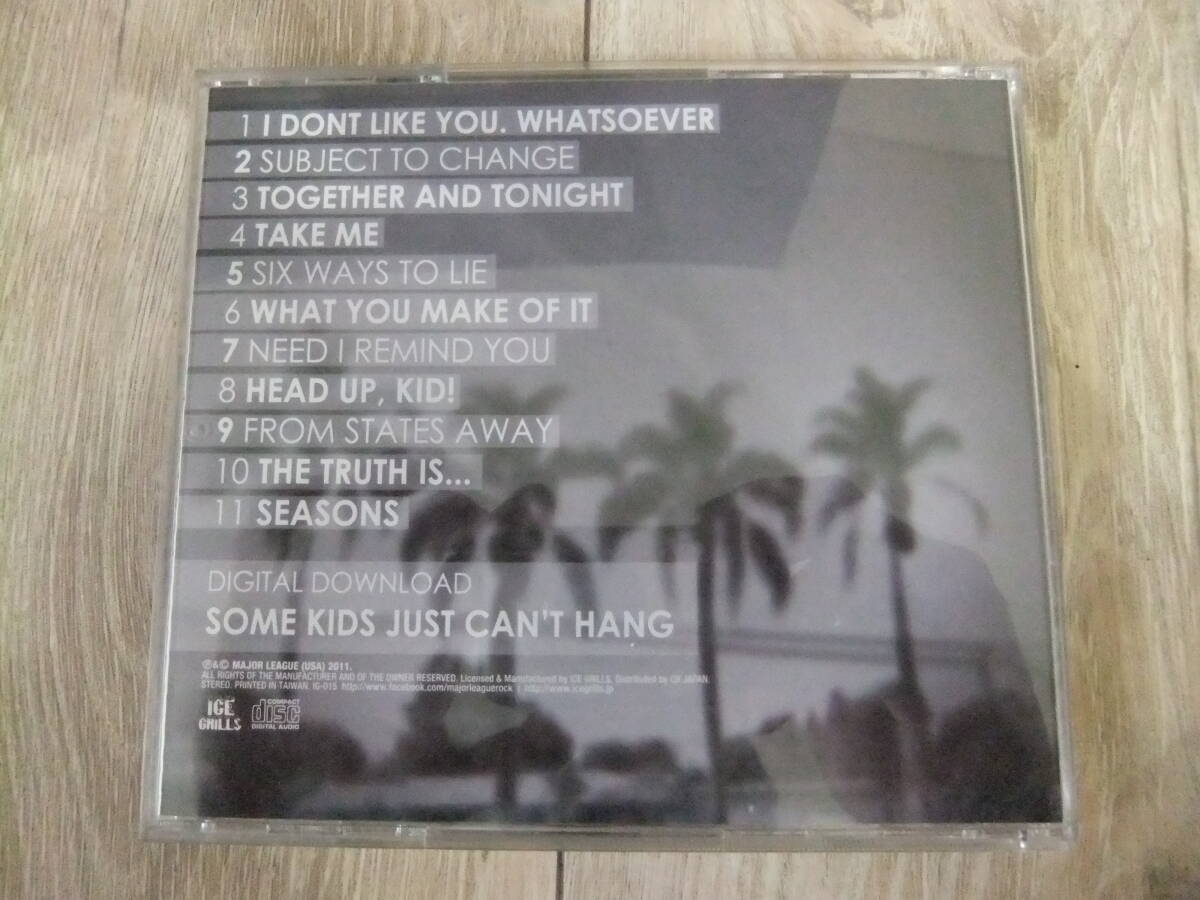 1 I DONT LIKE YOU. WHATSOEVER
2 SUBJECT TO CHANGE
3 TOGETHER AND TONIGHT
4 TAKE ME
5 SIX WAYS TO LIE
6 WHAT YOU MAKE OF IT
7 NEED I REMIND YOU
8 HEAD UP, KID!
9 FROM STATES AWAY
10 THE TRUTH IS...
11 SEASONS
DIGITAL DOWNLOAD
SOME KIDS JUST CAN'T HANG
℗&© MAJOR LEAGUE (USA) 2011.
ALL RIGHTS OF THE MANUFACTURER AND OF THE OWNER RESERVED. Licensed & Manufactured by ICE GRILLS. Distributed by CR JAPAN.
STEREO. PRINTED IN TAIWAN. IG-015 http://www.facebook.com/majorleaguerock | http://www.icegrills.jp
ICE GRILLS
COMPACT disc DIGITAL AUDIO